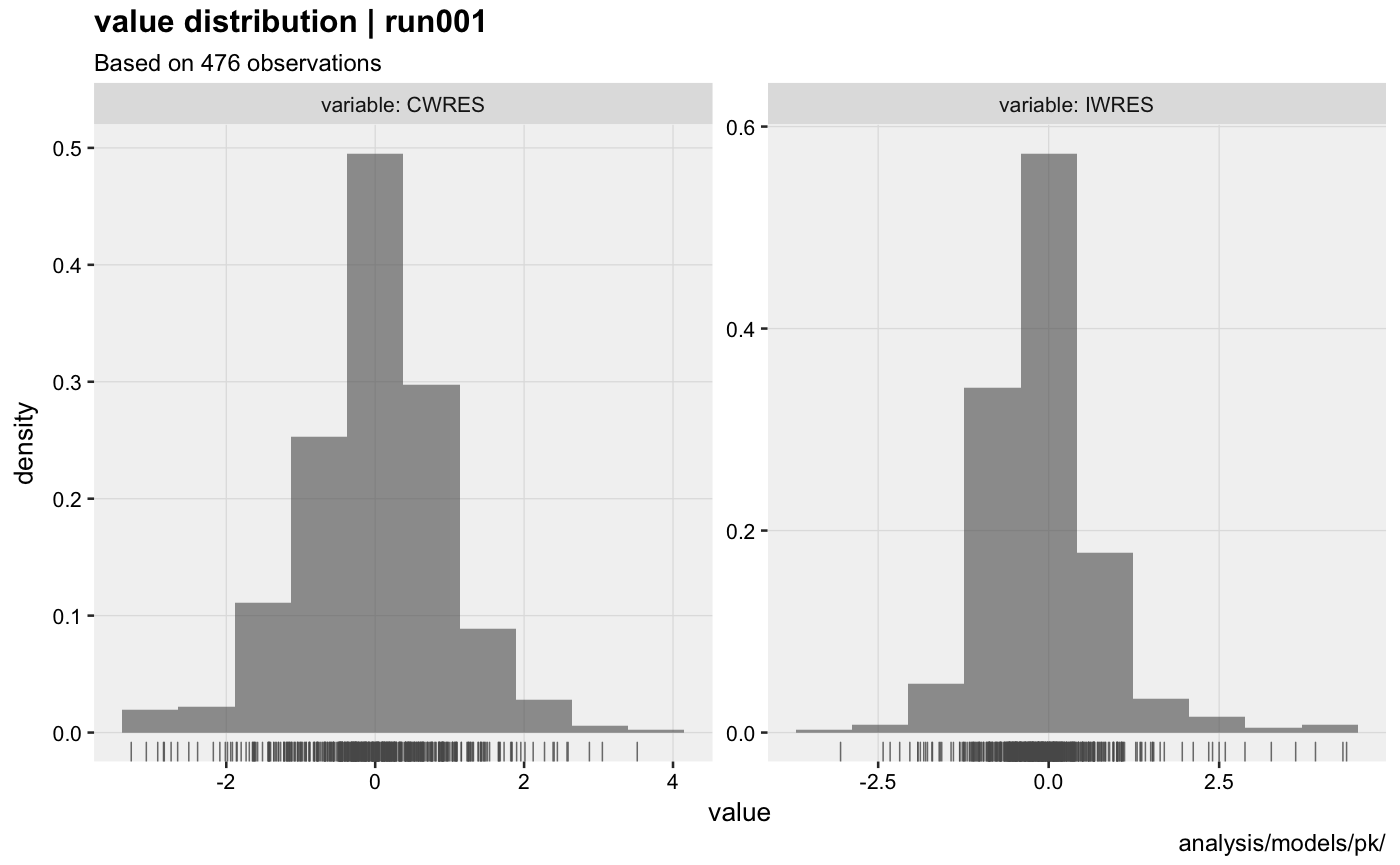 value distribution | run001
Based on 476 observations
variable: CWRES
variable: IWRES
0.5
0.4
0.3
0.2
0.1
0.0
0.6
0.4
0.2
0.0
density
-2
0
2
4
-2.5
0.0
2.5
value
analysis/models/pk/